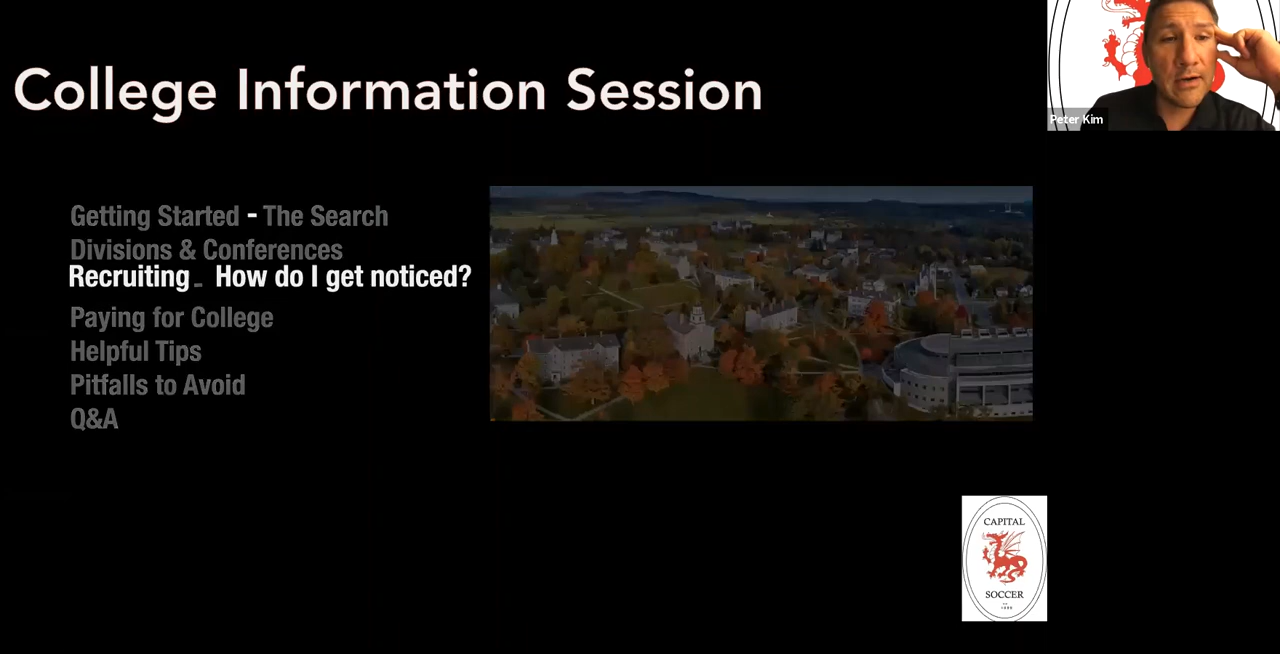 College Information Session
Peter Kim
Getting Started - The Search
Divisions & Conferences
Recruiting - How do I get noticed?
Paying for College
Helpful Tips
Pitfalls to Avoid
Q&A
CAPITAL
SOCCER